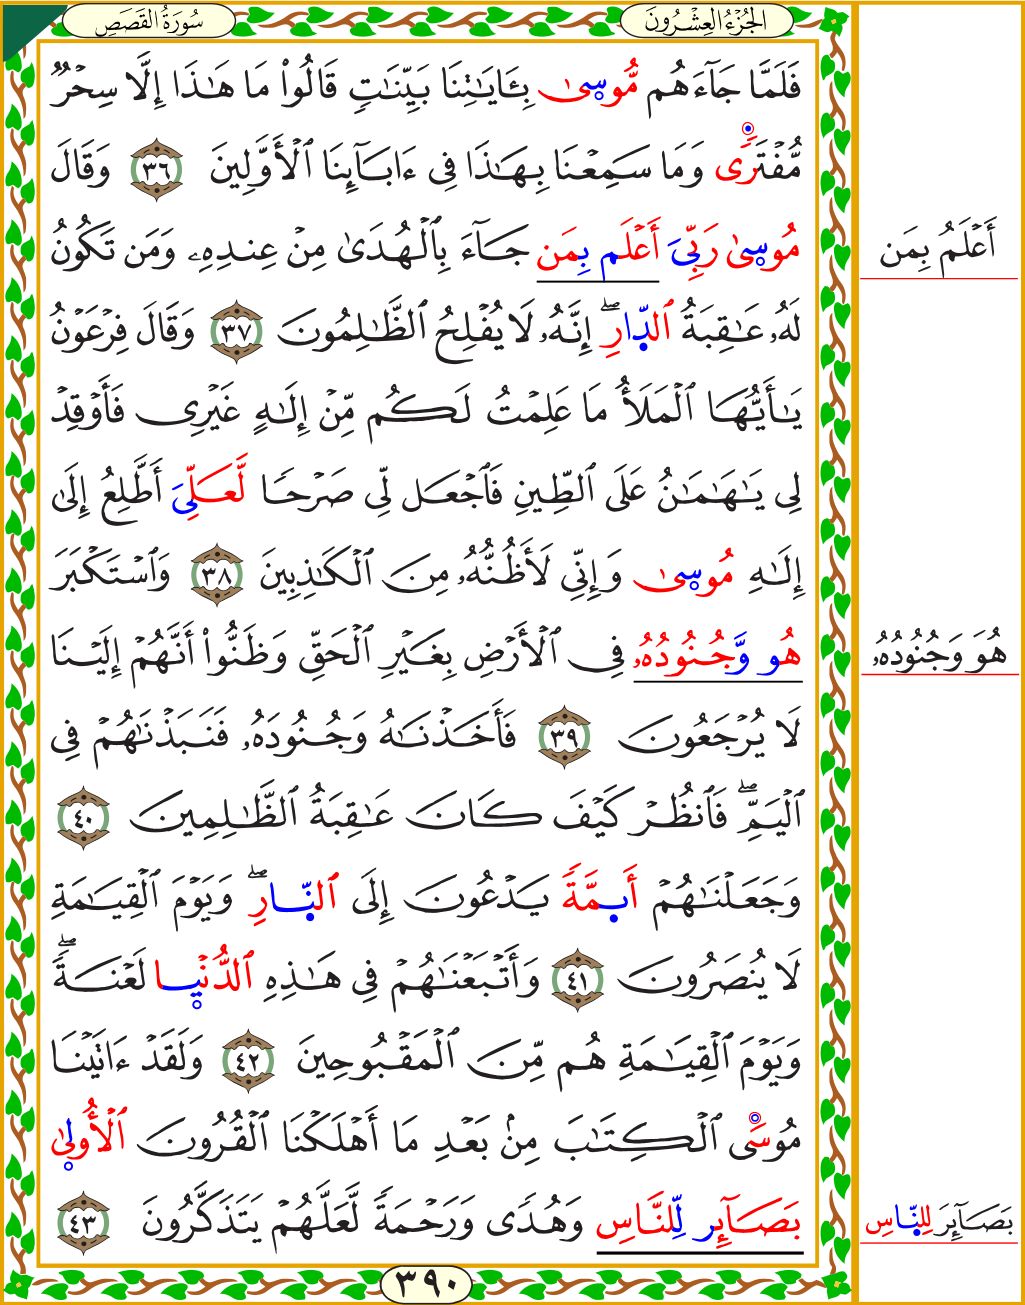 الجُزْءُ العِشْرُونَ
سُورَةُ القَصَصِ
فَلَمَّا جَآءَهُم مُّوسٜىٰ بِـَٔايَٰتِنَا بَيِّنَٰتٖ قَالُواْ مَا هَٰذَآ إِلَّا سِحۡرٞ
مُّفۡتَرٗى وَمَا سَمِعۡنَا بِهَٰذَا فِيٓ ءَابَآئِنَا ٱلۡأَوَّلِينَ ٣٦ وَقَالَ
مُوسٜىٰ رَبِّيَ أَعۡلَم بِمَن جَآءَ بِٱلۡهُدَىٰ مِنۡ عِندِهِۦ وَمَن تَكُونُ
لَهُۥ عَٰقِبَةُ ٱلدّ۪ارِۖ إِنَّهُۥ لَا يُفۡلِحُ ٱلظَّٰلِمُونَ ٣٧ وَقَالَ فِرۡعَوۡنُ
يَٰٓأَيُّهَا ٱلۡمَلَأُ مَا عَلِمۡتُ لَكُم مِّنۡ إِلَٰهٍ غَيۡرِي فَأَوۡقِدۡ
لِي يَٰهَٰمَٰنُ عَلَى ٱلطِّينِ فَٱجۡعَل لِّي صَرۡحٗا لَّعَلِّيَ أَطَّلِعُ إِلَىٰٓ
إِلَٰهِ مُوسٜىٰ وَإِنِّي لَأَظُنُّهُۥ مِنَ ٱلۡكَٰذِبِينَ ٣٨ وَٱسۡتَكۡبَرَ
هُو وَّجُنُودُهُۥ فِي ٱلۡأَرۡضِ بِغَيۡرِ ٱلۡحَقِّ وَظَنُّوٓاْ أَنَّهُمۡ إِلَيۡنَا
لَا يُرۡجَعُونَ ٣٩ فَأَخَذۡنَٰهُ وَجُنُودَهُۥ فَنَبَذۡنَٰهُمۡ فِي
ٱلۡيَمِّۖ فَٱنظُرۡ كَيۡفَ كَانَ عَٰقِبَةُ ٱلظَّٰلِمِينَ ٤٠
وَجَعَلۡنَٰهُمۡ أَى۪مَّةٗ يَدۡعُونَ إِلَى ٱلنّ۪ارِۖ وَيَوۡمَ ٱلۡقِيَٰمَةِ
لَا يُنصَرُونَ ٤١ وَأَتۡبَعۡنَٰهُمۡ فِي هَٰذِهِ ٱلدُّنۡيٜا لَعۡنَةٗۖ
وَيَوۡمَ ٱلۡقِيَٰمَةِ هُم مِّنَ ٱلۡمَقۡبُوحِينَ ٤٢ وَلَقَدۡ ءَاتَيۡنَا
مُوسَى ٱلۡكِتَٰبَ مِنۢ بَعۡدِ مَآ أَهۡلَكۡنَا ٱلۡقُرُونَ ٱلۡأُولٜىٰ
بَصَآئِر لِّلنَّاسِ وَهُدٗى وَرَحۡمَةٗ لَّعَلَّهُمۡ يَتَذَكَّرُونَ ٤٣
٣٩٠
أَعۡلَمُ بِمَن
هُوَ وَجُنُودُهُۥ
بَصَآئِرَ لِلنّ۪اسِ